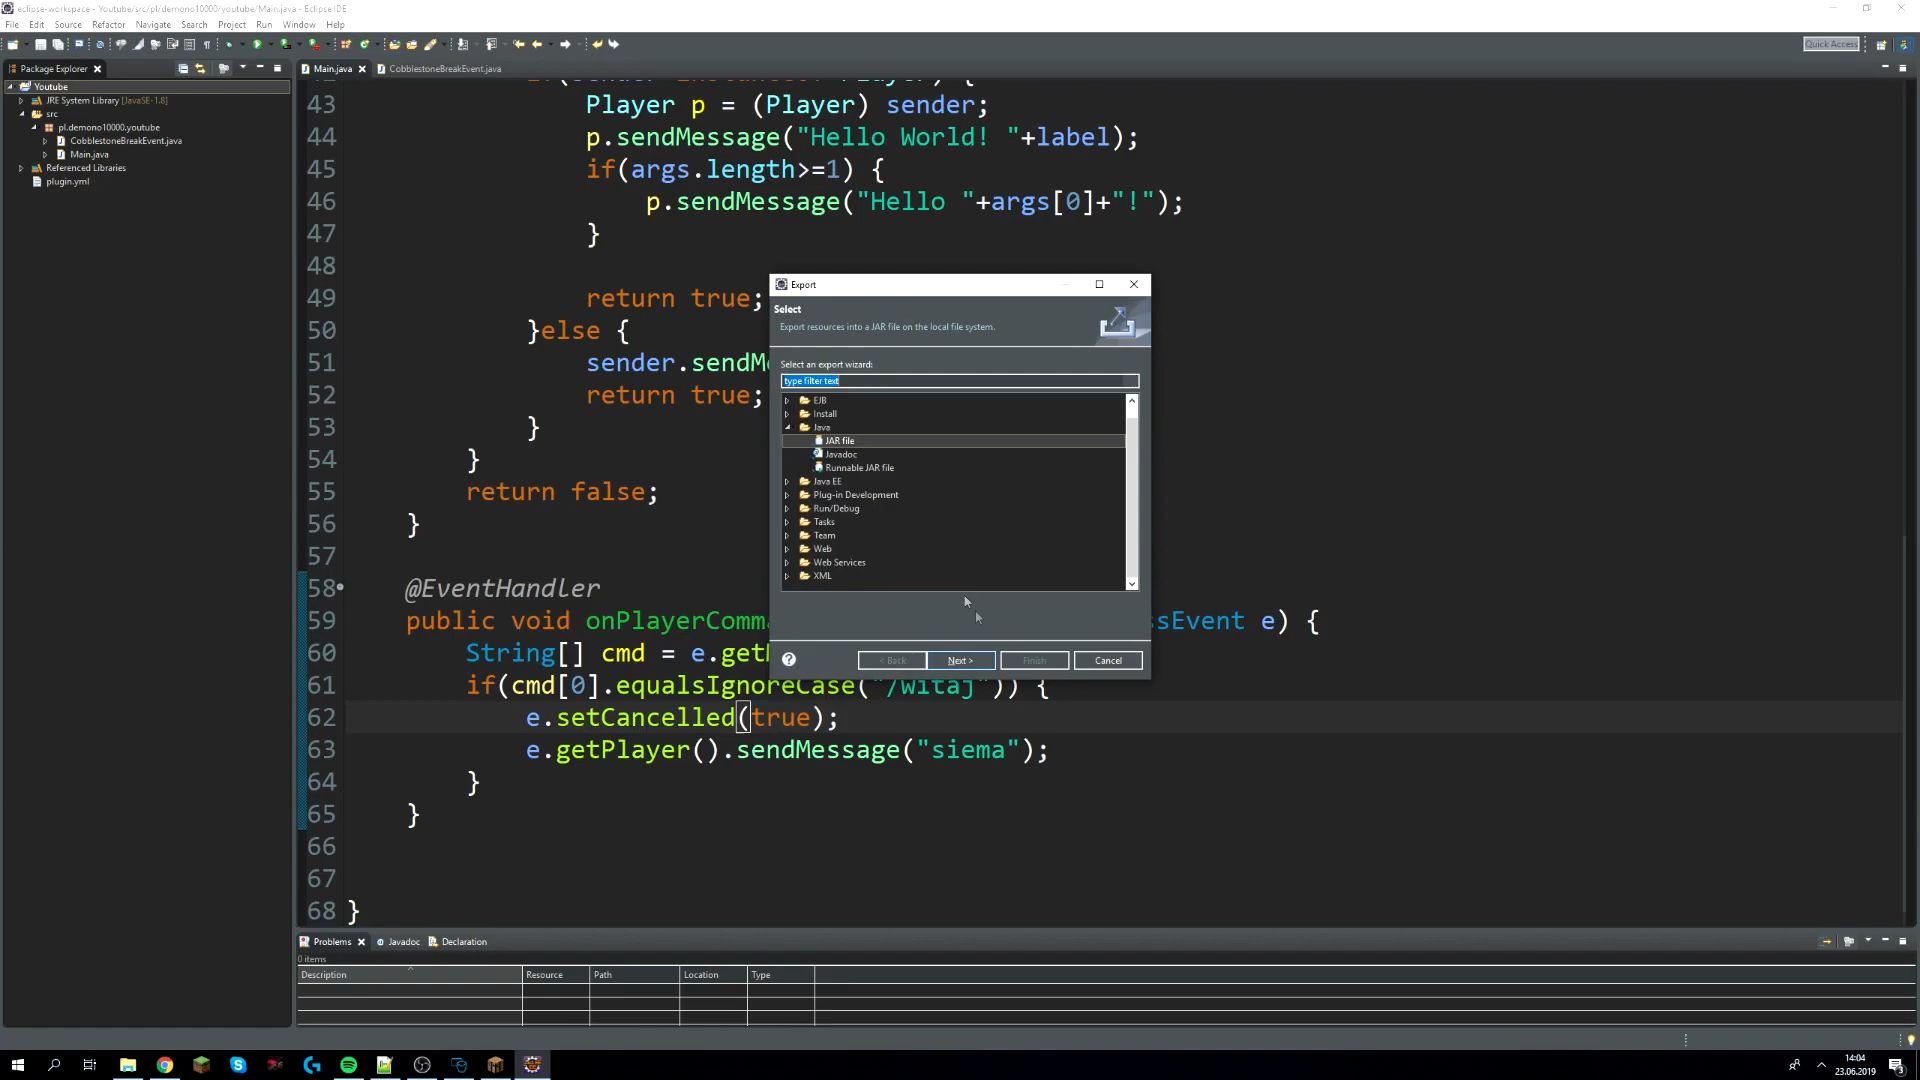 eclipse-workspace - Youtube/src/pl/demono10000/youtube/Main.java - Eclipse IDE
File Edit Source Refactor Navigate Search Project Run Window Help
Quick Access
Package Explorer
Main.java
CobblestoneBreakEvent.java
Youtube
JRE System Library [JavaSE-1.8]
src
pl.demono10000.youtube
CobblestoneBreakEvent.java
Main.java
Referenced Libraries
plugin.yml
43 Player p = (Player) sender;
44 p.sendMessage("Hello World! "+label);
45 if(args.length>=1) {
46 p.sendMessage("Hello "+args[0]+"!");
47 }
48
49 return true;
50 }else {
51 sender.sendMe
52 return true;
53 }
54 }
55 return false;
56 }
57
58 @EventHandler
59 public void onPlayerComma ssEvent e) {
60 String[] cmd = e.getM
61 if(cmd[0].equalsIgnoreCase("/witaj")) {
62 e.setCancelled(true);
63 e.getPlayer().sendMessage("siema");
64 }
65 }
66
67
68 }
Export
Select
Export resources into a JAR file on the local file system.
Select an export wizard:
type filter text
EJB
Install
Java
JAR file
Javadoc
Runnable JAR file
Java EE
Plug-in Development
Run/Debug
Tasks
Team
Web
Web Services
XML
? < Back Next > Finish Cancel
Problems Javadoc Declaration
0 items
Description Resource Path Location Type
14:04
23.06.2019
3